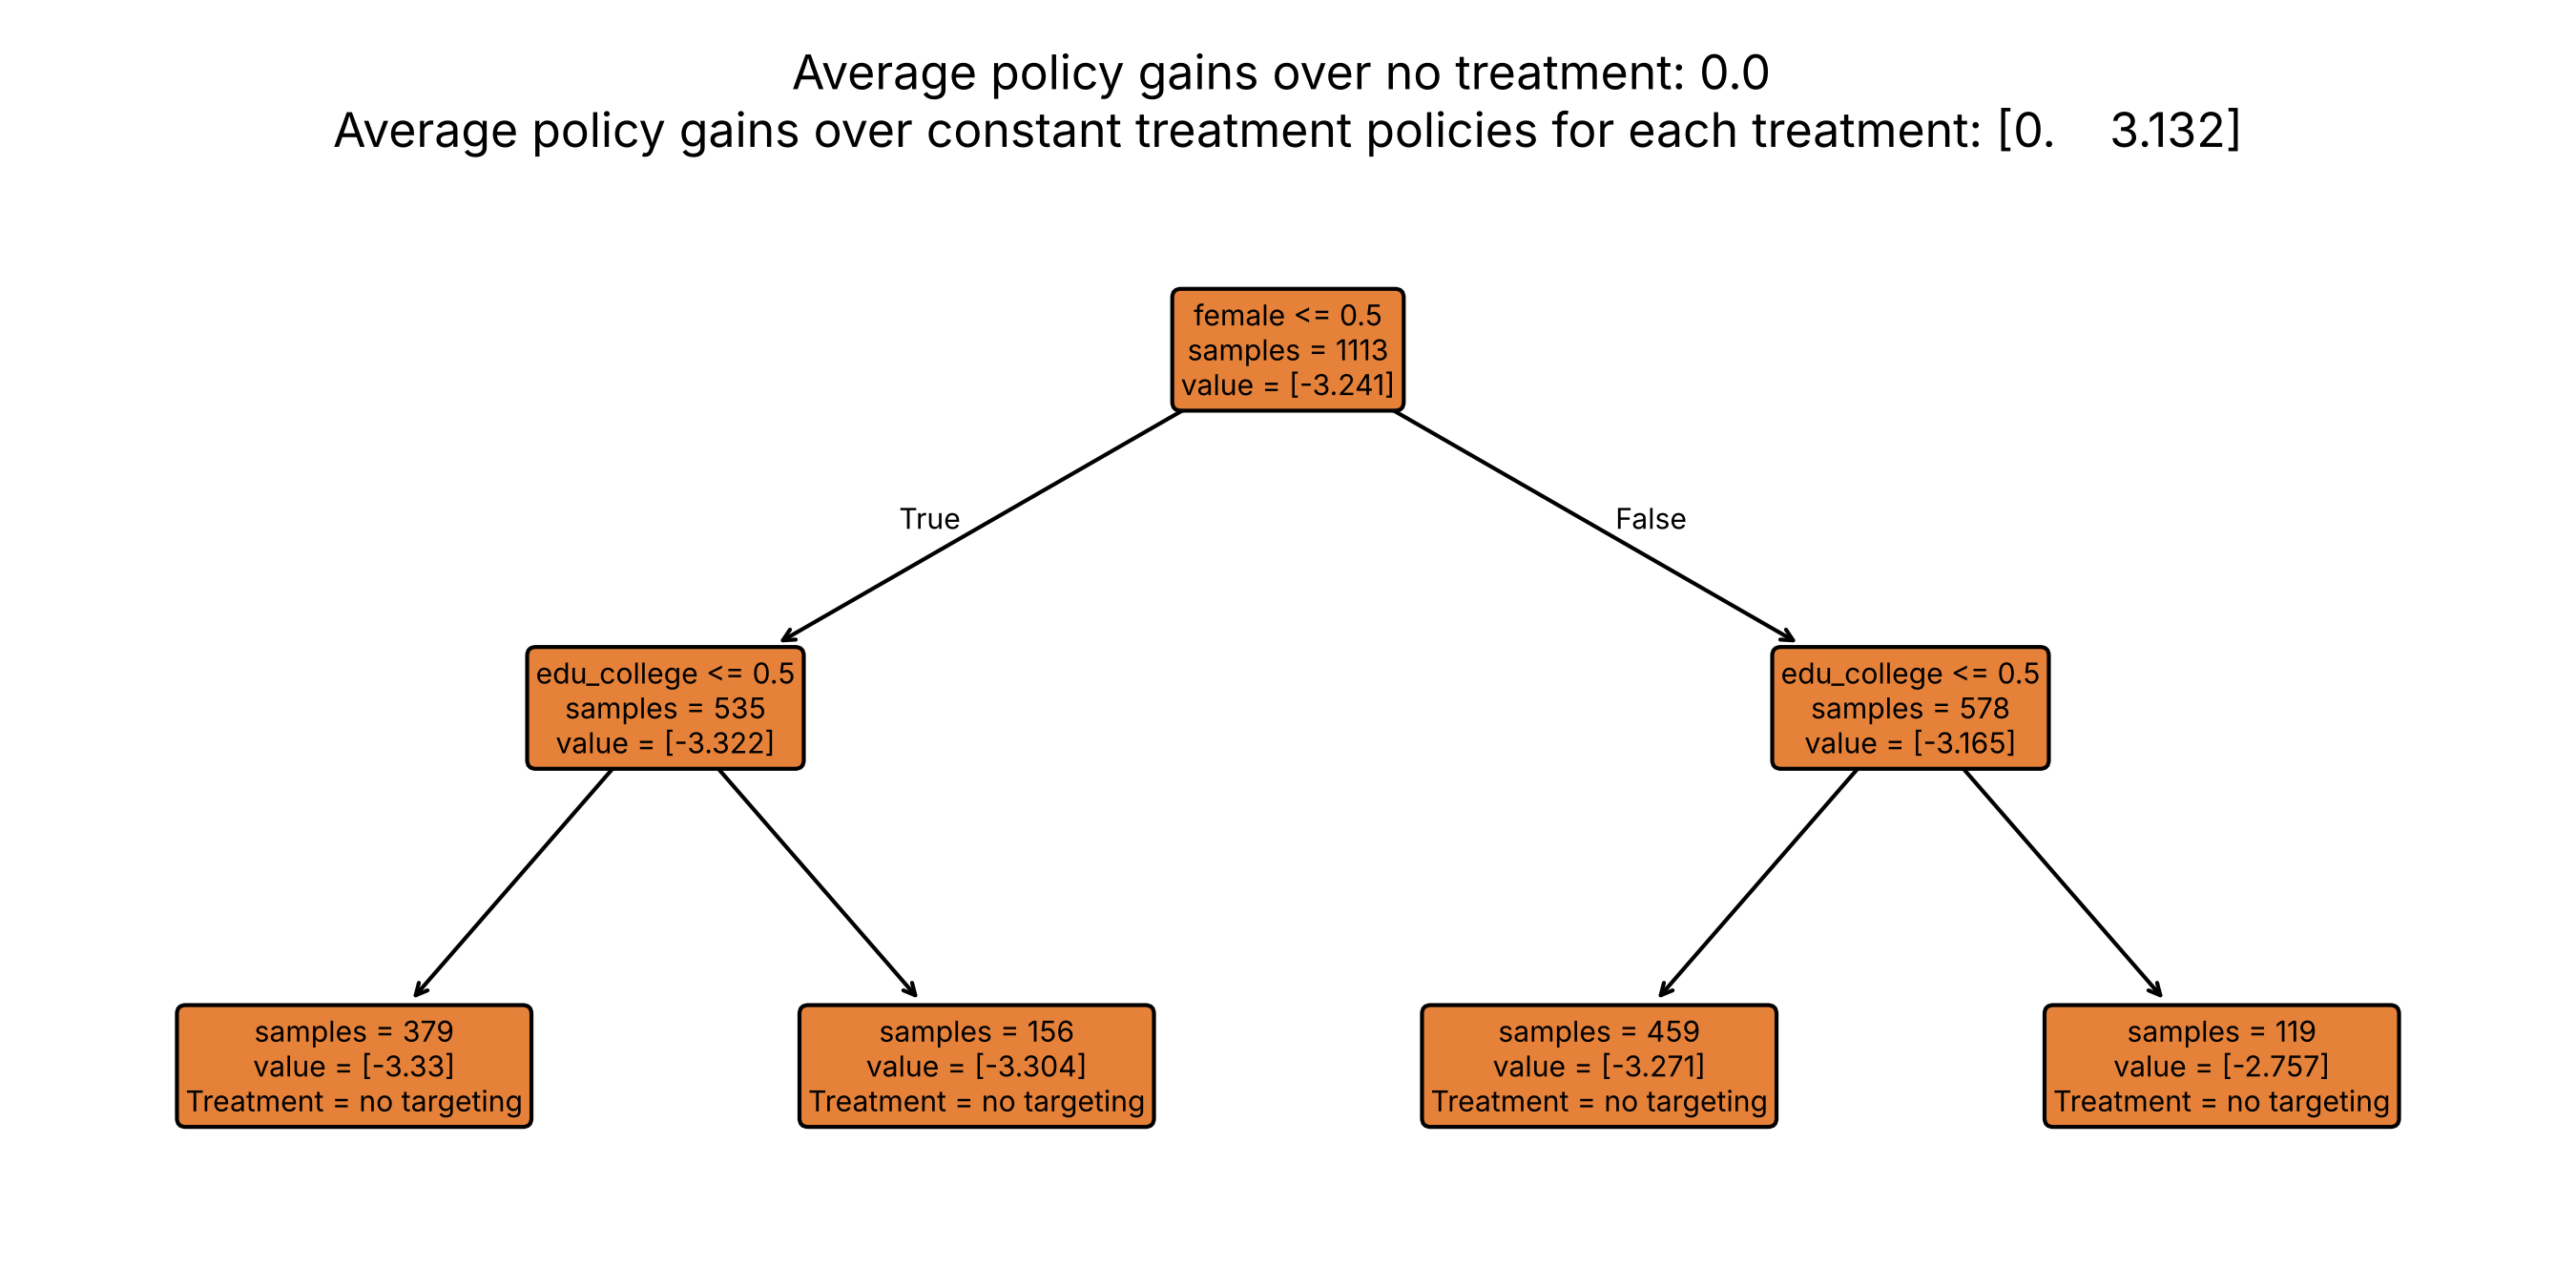 Average policy gains over no treatment: 0.0
Average policy gains over constant treatment policies for each treatment: [0.    3.132]
female <= 0.5
samples = 1113
value = [-3.241]
True
False
edu_college <= 0.5
samples = 535
value = [-3.322]
edu_college <= 0.5
samples = 578
value = [-3.165]
samples = 379
value = [-3.33]
Treatment = no targeting
samples = 156
value = [-3.304]
Treatment = no targeting
samples = 459
value = [-3.271]
Treatment = no targeting
samples = 119
value = [-2.757]
Treatment = no targeting